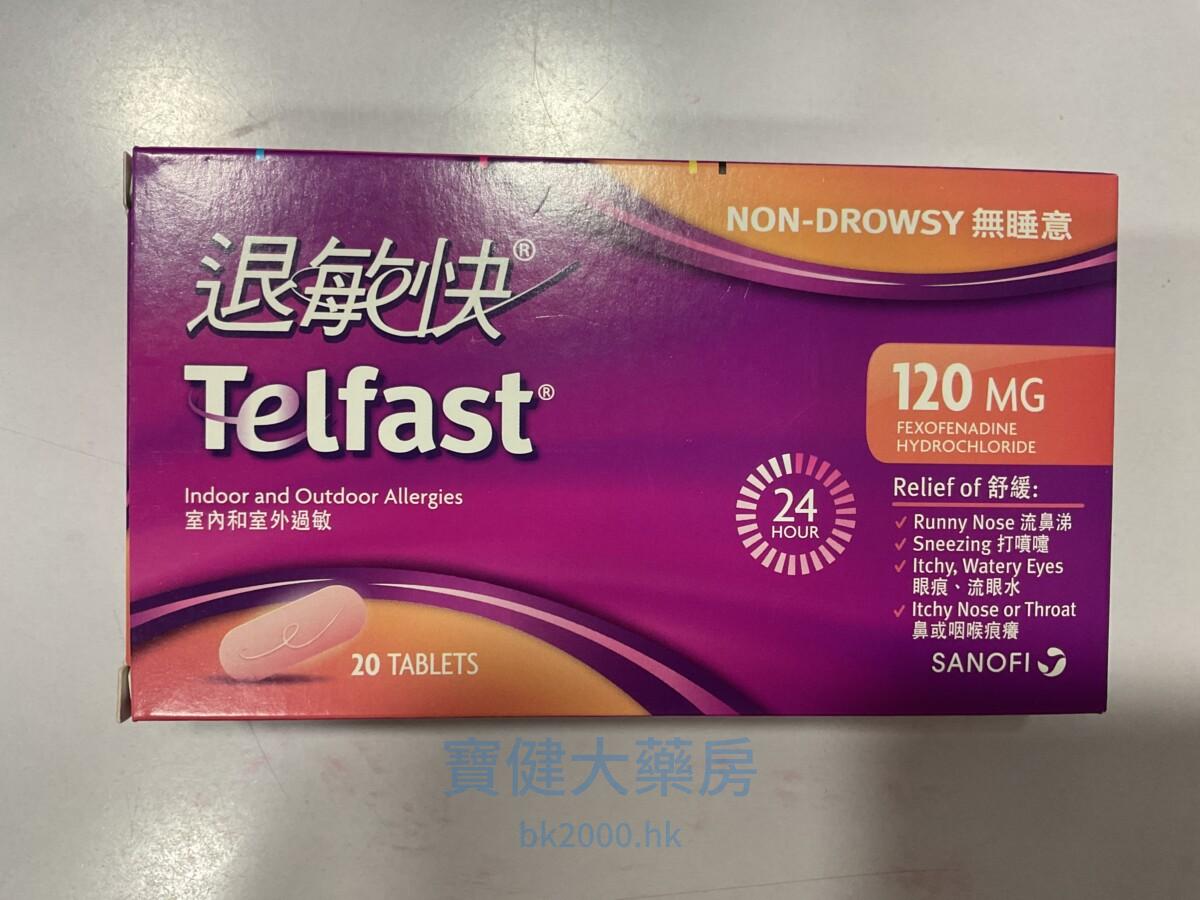 NON-DROWSY 無睡意
退敏快®
Telfast®
120 MG
FEXOFENADINE
HYDROCHLORIDE
Indoor and Outdoor Allergies
室內和室外過敏
24
HOUR
Relief of 舒緩:
✓ Runny Nose 流鼻涕
✓ Sneezing 打噴嚏
✓ Itchy, Watery Eyes
眼痕、流眼水
✓ Itchy Nose or Throat
鼻或咽喉痕癢
20 TABLETS
SANOFI
寶健大藥房
bk2000.hk